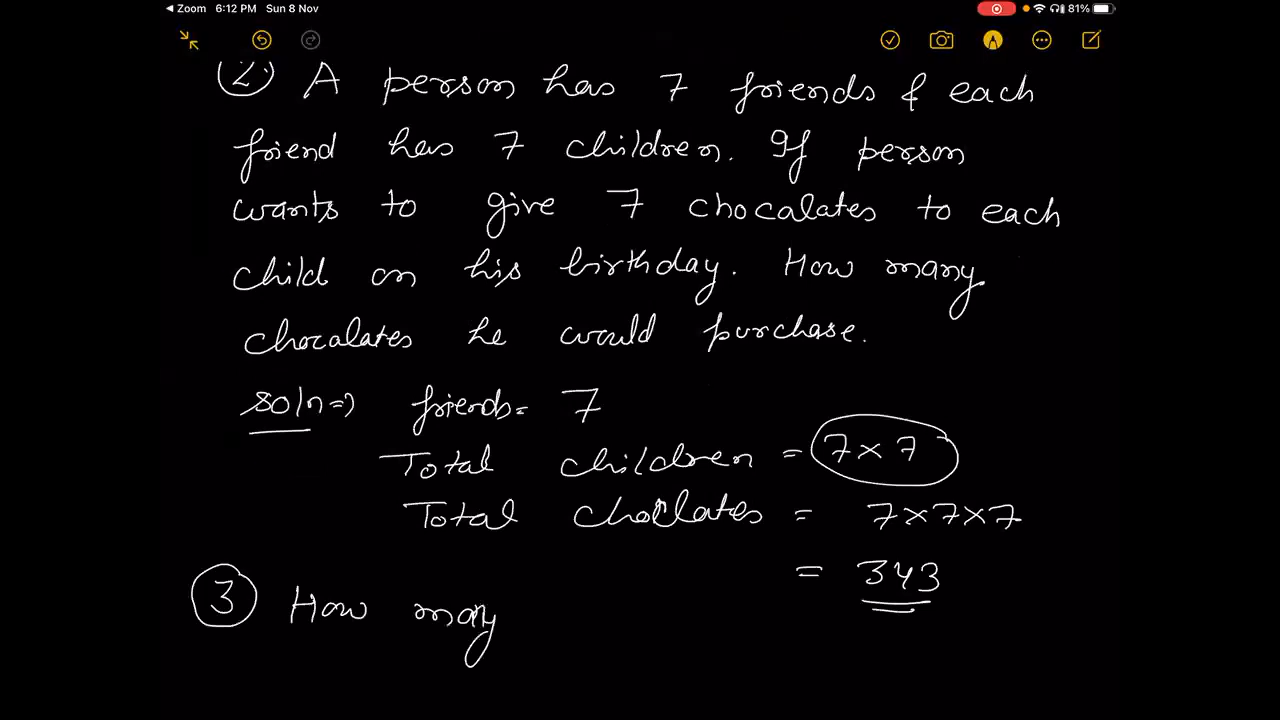 Zoom 6:12 PM Sun 8 Nov 81%
(2) A person has 7 friends & each
friend has 7 children. If person
wants to give 7 chocalates to each
child on his birthday. How many
chocalates he would purchase.
soln => friends = 7
Total children = 7 × 7
Total choclates = 7×7×7
= 343
3 How many